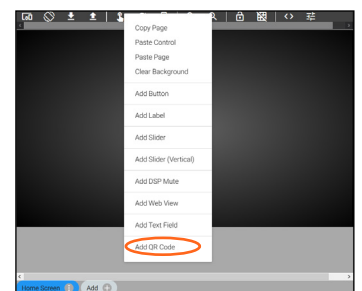 Copy Page
Paste Control
Paste Page
Clear Background
Add Button
Add Label
Add Slider
Add Slider (Vertical)
Add DSP Mute
Add Web View
Add Text Field
Add QR Code
Home Screen Add